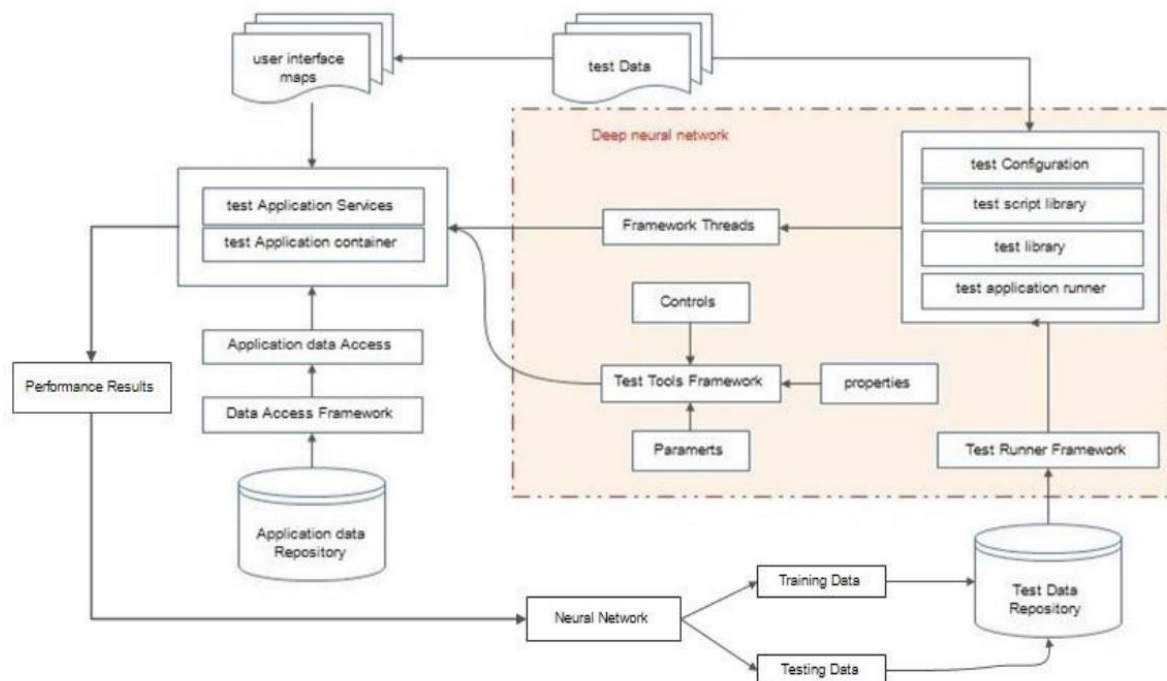 user interface
maps
test Data
Deep neural network
test Configuration
test script library
test library
test application runner
test Application Services
test Application container
Framework Threads
Controls
Application data Access
Performance Results
Test Tools Framework
properties
Data Access Framework
Paramerts
Test Runner Framework
Application data
Repository
Training Data
Test Data
Repository
Neural Network
Testing Data